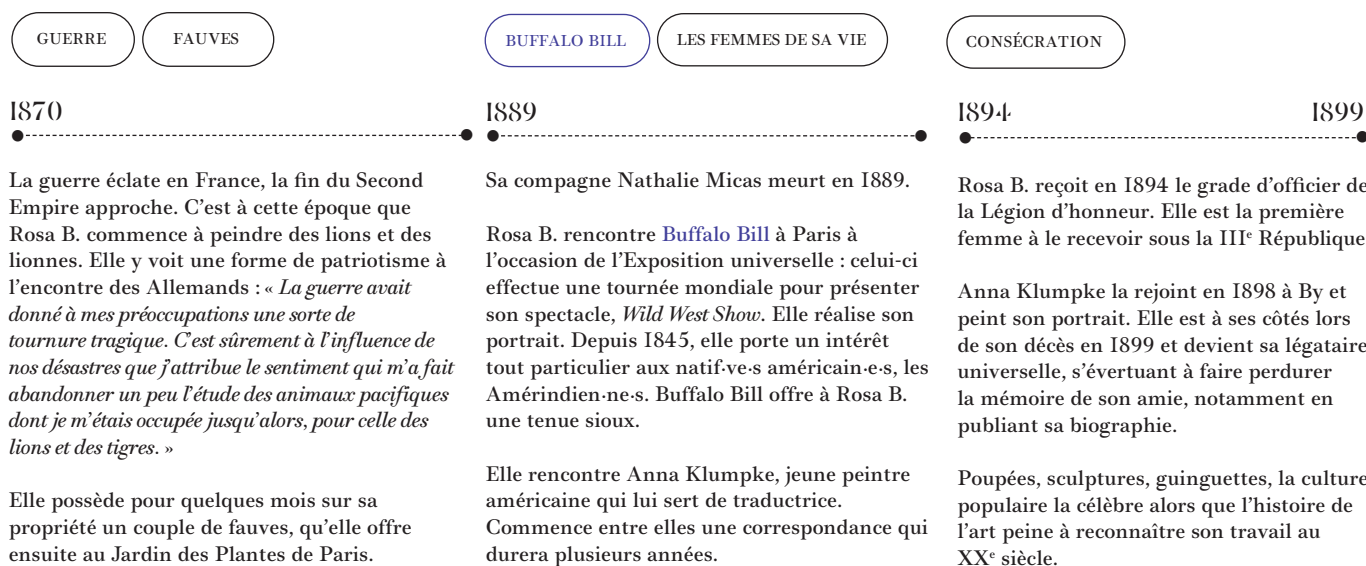 GUERRE
FAUVES
1870
La guerre éclate en France, la fin du Second
Empire approche. C'est à cette époque que
Rosa B. commence à peindre des lions et des
lionnes. Elle y voit une forme de patriotisme à
l'encontre des Allemands : « La guerre avait
donné à mes préoccupations une sorte de
tournure tragique. C'est sûrement à l'influence de
nos désastres que j'attribue le sentiment qui m'a fait
abandonner un peu l'étude des animaux pacifiques
dont je m'étais occupée jusqu'alors, pour celle des
lions et des tigres. »
Elle possède pour quelques mois sur sa
propriété un couple de fauves, qu'elle offre
ensuite au Jardin des Plantes de Paris.
BUFFALO BILL
LES FEMMES DE SA VIE
1889
Sa compagne Nathalie Micas meurt en 1889.
Rosa B. rencontre Buffalo Bill à Paris à
l'occasion de l'Exposition universelle : celui-ci
effectue une tournée mondiale pour présenter
son spectacle, Wild West Show. Elle réalise son
portrait. Depuis 1845, elle porte un intérêt
tout particulier aux natif·ve·s américain·e·s, les
Amérindien·ne·s. Buffalo Bill offre à Rosa B.
une tenue sioux.
Elle rencontre Anna Klumpke, jeune peintre
américaine qui lui sert de traductrice.
Commence entre elles une correspondance qui
durera plusieurs années.
CONSÉCRATION
1894 1899
Rosa B. reçoit en 1894 le grade d'officier de
la Légion d'honneur. Elle est la première
femme à le recevoir sous la IIIe République
Anna Klumpke la rejoint en 1898 à By et
peint son portrait. Elle est à ses côtés lors
de son décès en 1899 et devient sa légataire
universelle, s'évertuant à faire perdurer
la mémoire de son amie, notamment en
publiant sa biographie.
Poupées, sculptures, guinguettes, la culture
populaire la célèbre alors que l'histoire de
l'art peine à reconnaître son travail au
XXe siècle.